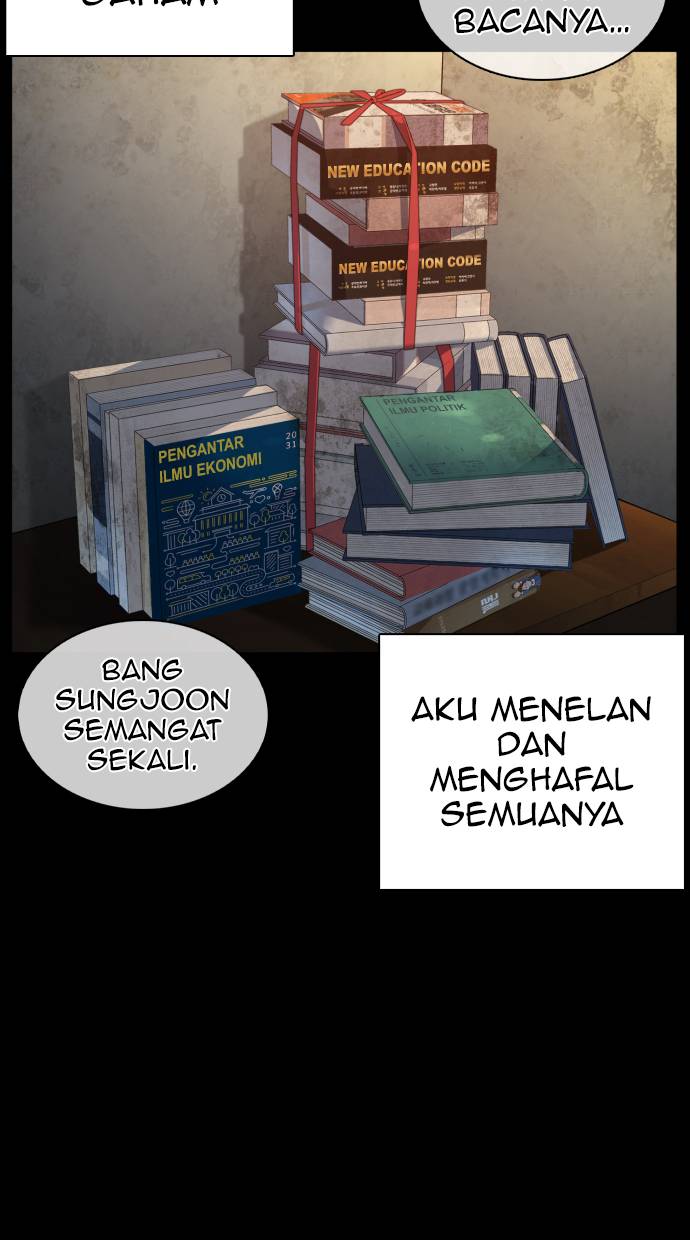 BACANYA...
NEW EDUCATION CODE
NEW EDUCATION CODE
PENGANTAR
ILMU POLITIK
PENGANTAR
ILMU EKONOMI
20
31
BANG
SUNGJOON
SEMANGAT
SEKALI.
AKU MENELAN
DAN
MENGHAFAL
SEMUANYA